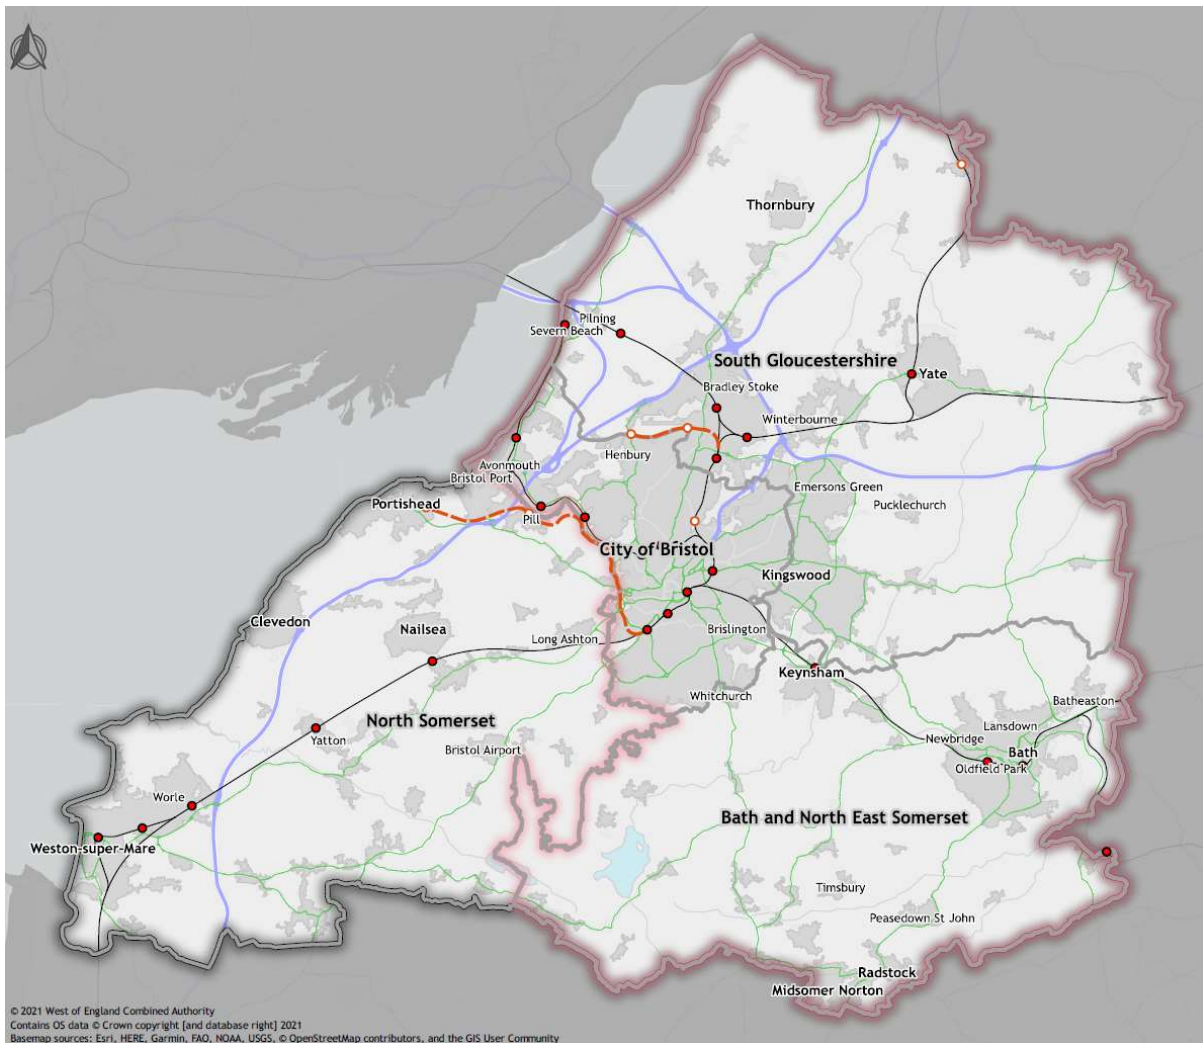 Thornbury
Pilning
Severn Beach
South Gloucestershire
Yate
Bradley Stoke
Winterbourne
Henbury
Avonmouth
Bristol Port
Emersons Green
Portishead
Pucklechurch
Pill
City of Bristol
Kingswood
Clevedon
Nailsea
Long Ashton
Brislington
Keynsham
Whitchurch
Batheaston
North Somerset
Lansdown
Newbridge
Bath
Yatton
Bristol Airport
Oldfield Park
Worle
Bath and North East Somerset
Weston-super-Mare
Timsbury
Peasedown St John
Radstock
Midsomer Norton
© 2021 West of England Combined Authority
Contains OS data © Crown copyright [and database right] 2021
Basemap sources: Esri, HERE, Garmin, FAO, NOAA, USGS, © OpenStreetMap contributors, and the GIS User Community